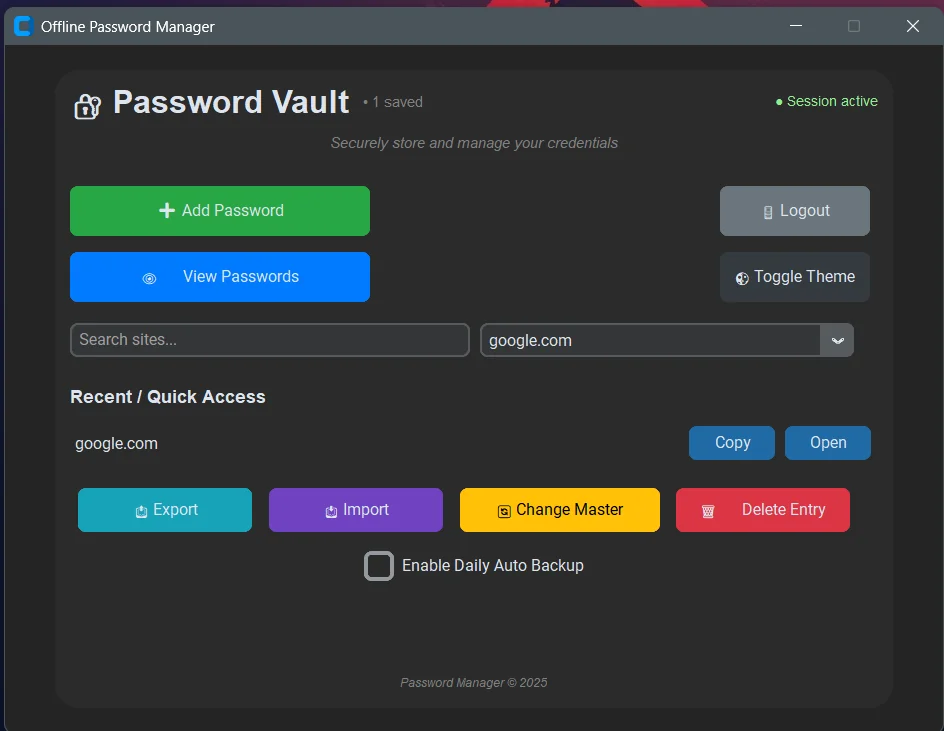 Offline Password Manager
Password Vault • 1 saved
● Session active
Securely store and manage your credentials
Add Password
Logout
View Passwords
Toggle Theme
Search sites...
google.com
Recent / Quick Access
google.com
Copy
Open
Export
Import
Change Master
Delete Entry
Enable Daily Auto Backup
Password Manager © 2025